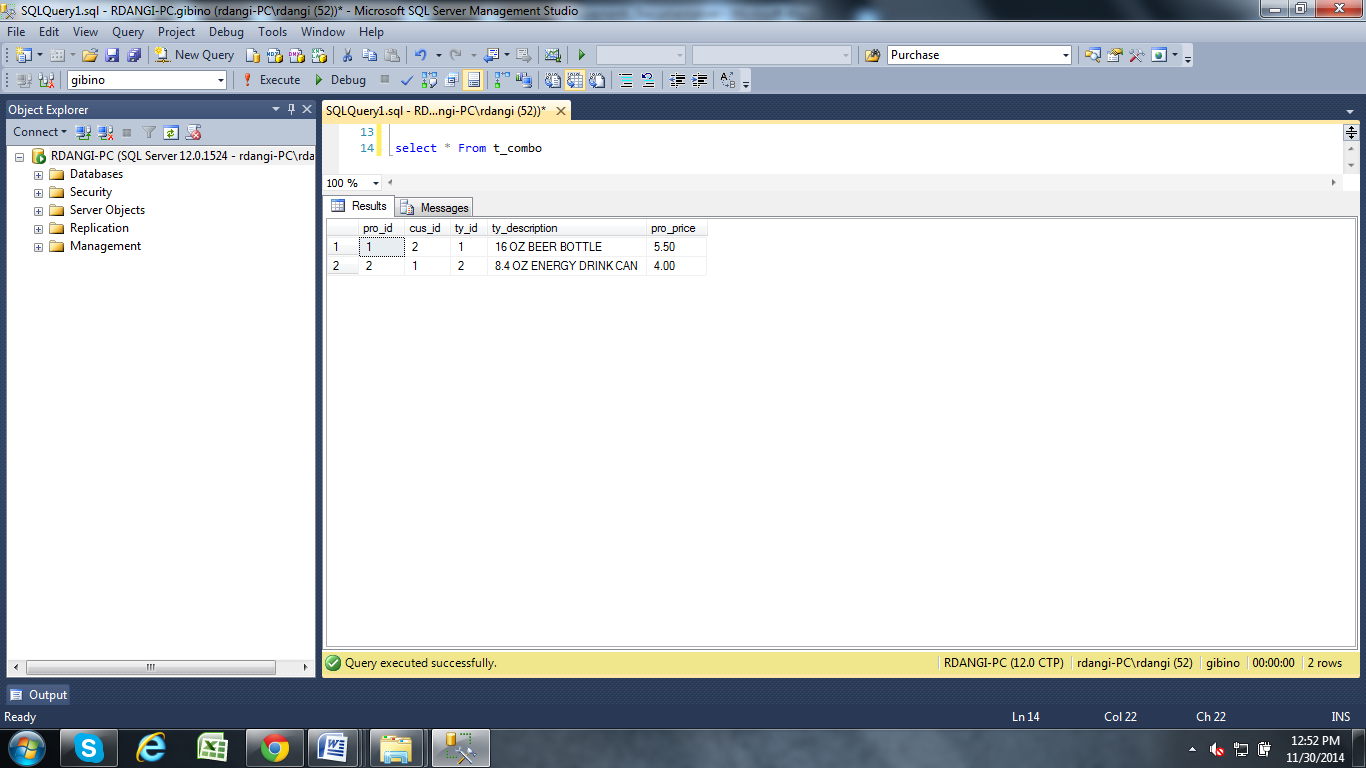 SQLQuery1.sql - RDANGI-PC.gibino (rdangi-PC\rdangi (52))* - Microsoft SQL Server Management Studio
File Edit View Query Project Debug Tools Window Help
New Query Purchase
gibino Execute Debug
Object Explorer
Connect
RDANGI-PC (SQL Server 12.0.1524 - rdangi-PC\rda
Databases
Security
Server Objects
Replication
Management
SQLQuery1.sql - RD...ngi-PC\rdangi (52))*
13
14 select * From t_combo
100 %
Results Messages
pro_id cus_id ty_id ty_description pro_price
1 1 2 1 16 OZ BEER BOTTLE 5.50
2 2 1 2 8.4 OZ ENERGY DRINK CAN 4.00
Query executed successfully. RDANGI-PC (12.0 CTP) rdangi-PC\rdangi (52) gibino 00:00:00 2 rows
Output
Ready Ln 14 Col 22 Ch 22 INS
12:52 PM
11/30/2014